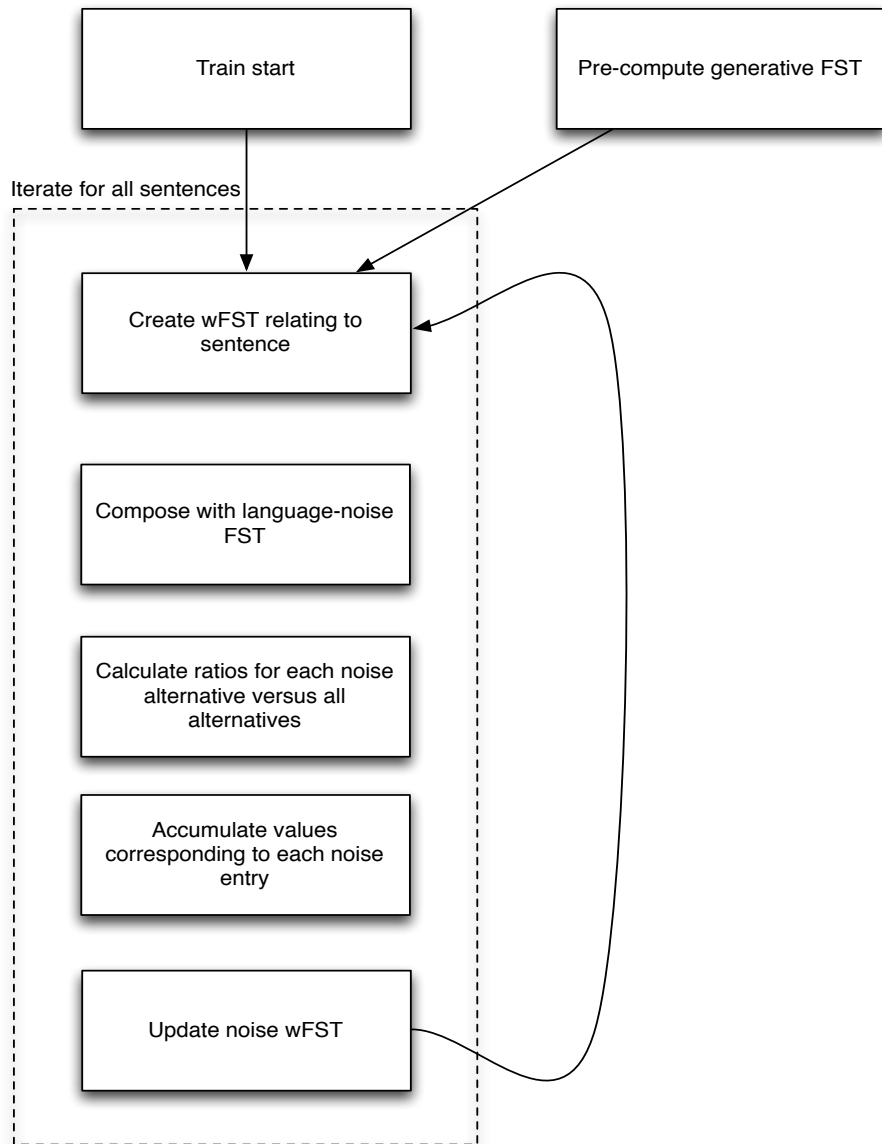 Train start
Pre-compute generative FST
Iterate for all sentences
Create wFST relating to
sentence
Compose with language-noise
FST
Calculate ratios for each noise
alternative versus all
alternatives
Accumulate values
corresponding to each noise
entry
Update noise wFST